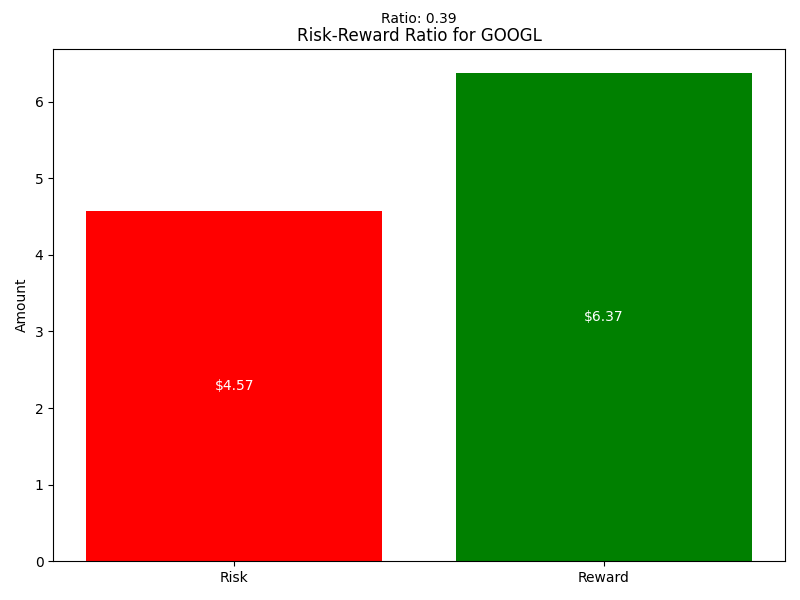 Ratio: 0.39
Risk-Reward Ratio for GOOGL
Amount
6
5
4
3
2
1
0
$4.57
$6.37
Risk
Reward